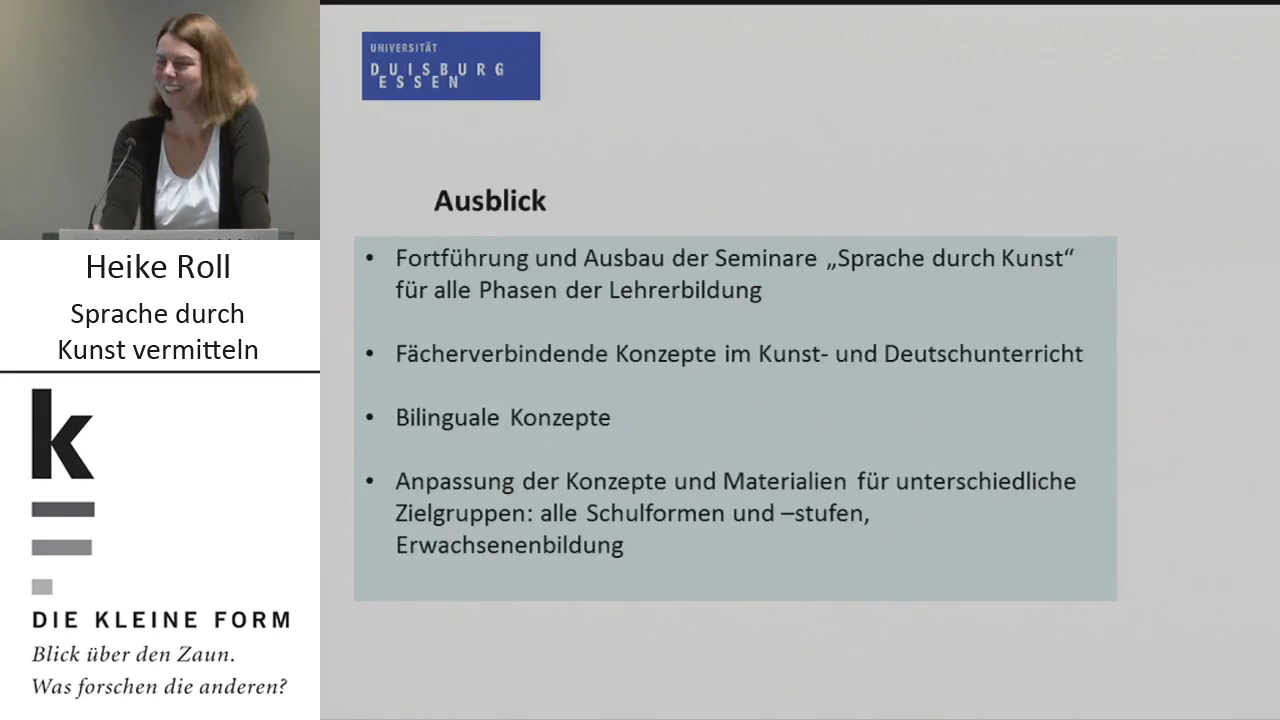 Heike Roll
Sprache durch
Kunst vermitteln
k
DIE KLEINE FORM
Blick über den Zaun.
Was forschen die anderen?
UNIVERSITÄT
DUISBURG
ESSEN
Ausblick
• Fortführung und Ausbau der Seminare „Sprache durch Kunst“
für alle Phasen der Lehrerbildung
• Fächerverbindende Konzepte im Kunst- und Deutschunterricht
• Bilinguale Konzepte
• Anpassung der Konzepte und Materialien für unterschiedliche
Zielgruppen: alle Schulformen und –stufen,
Erwachsenenbildung